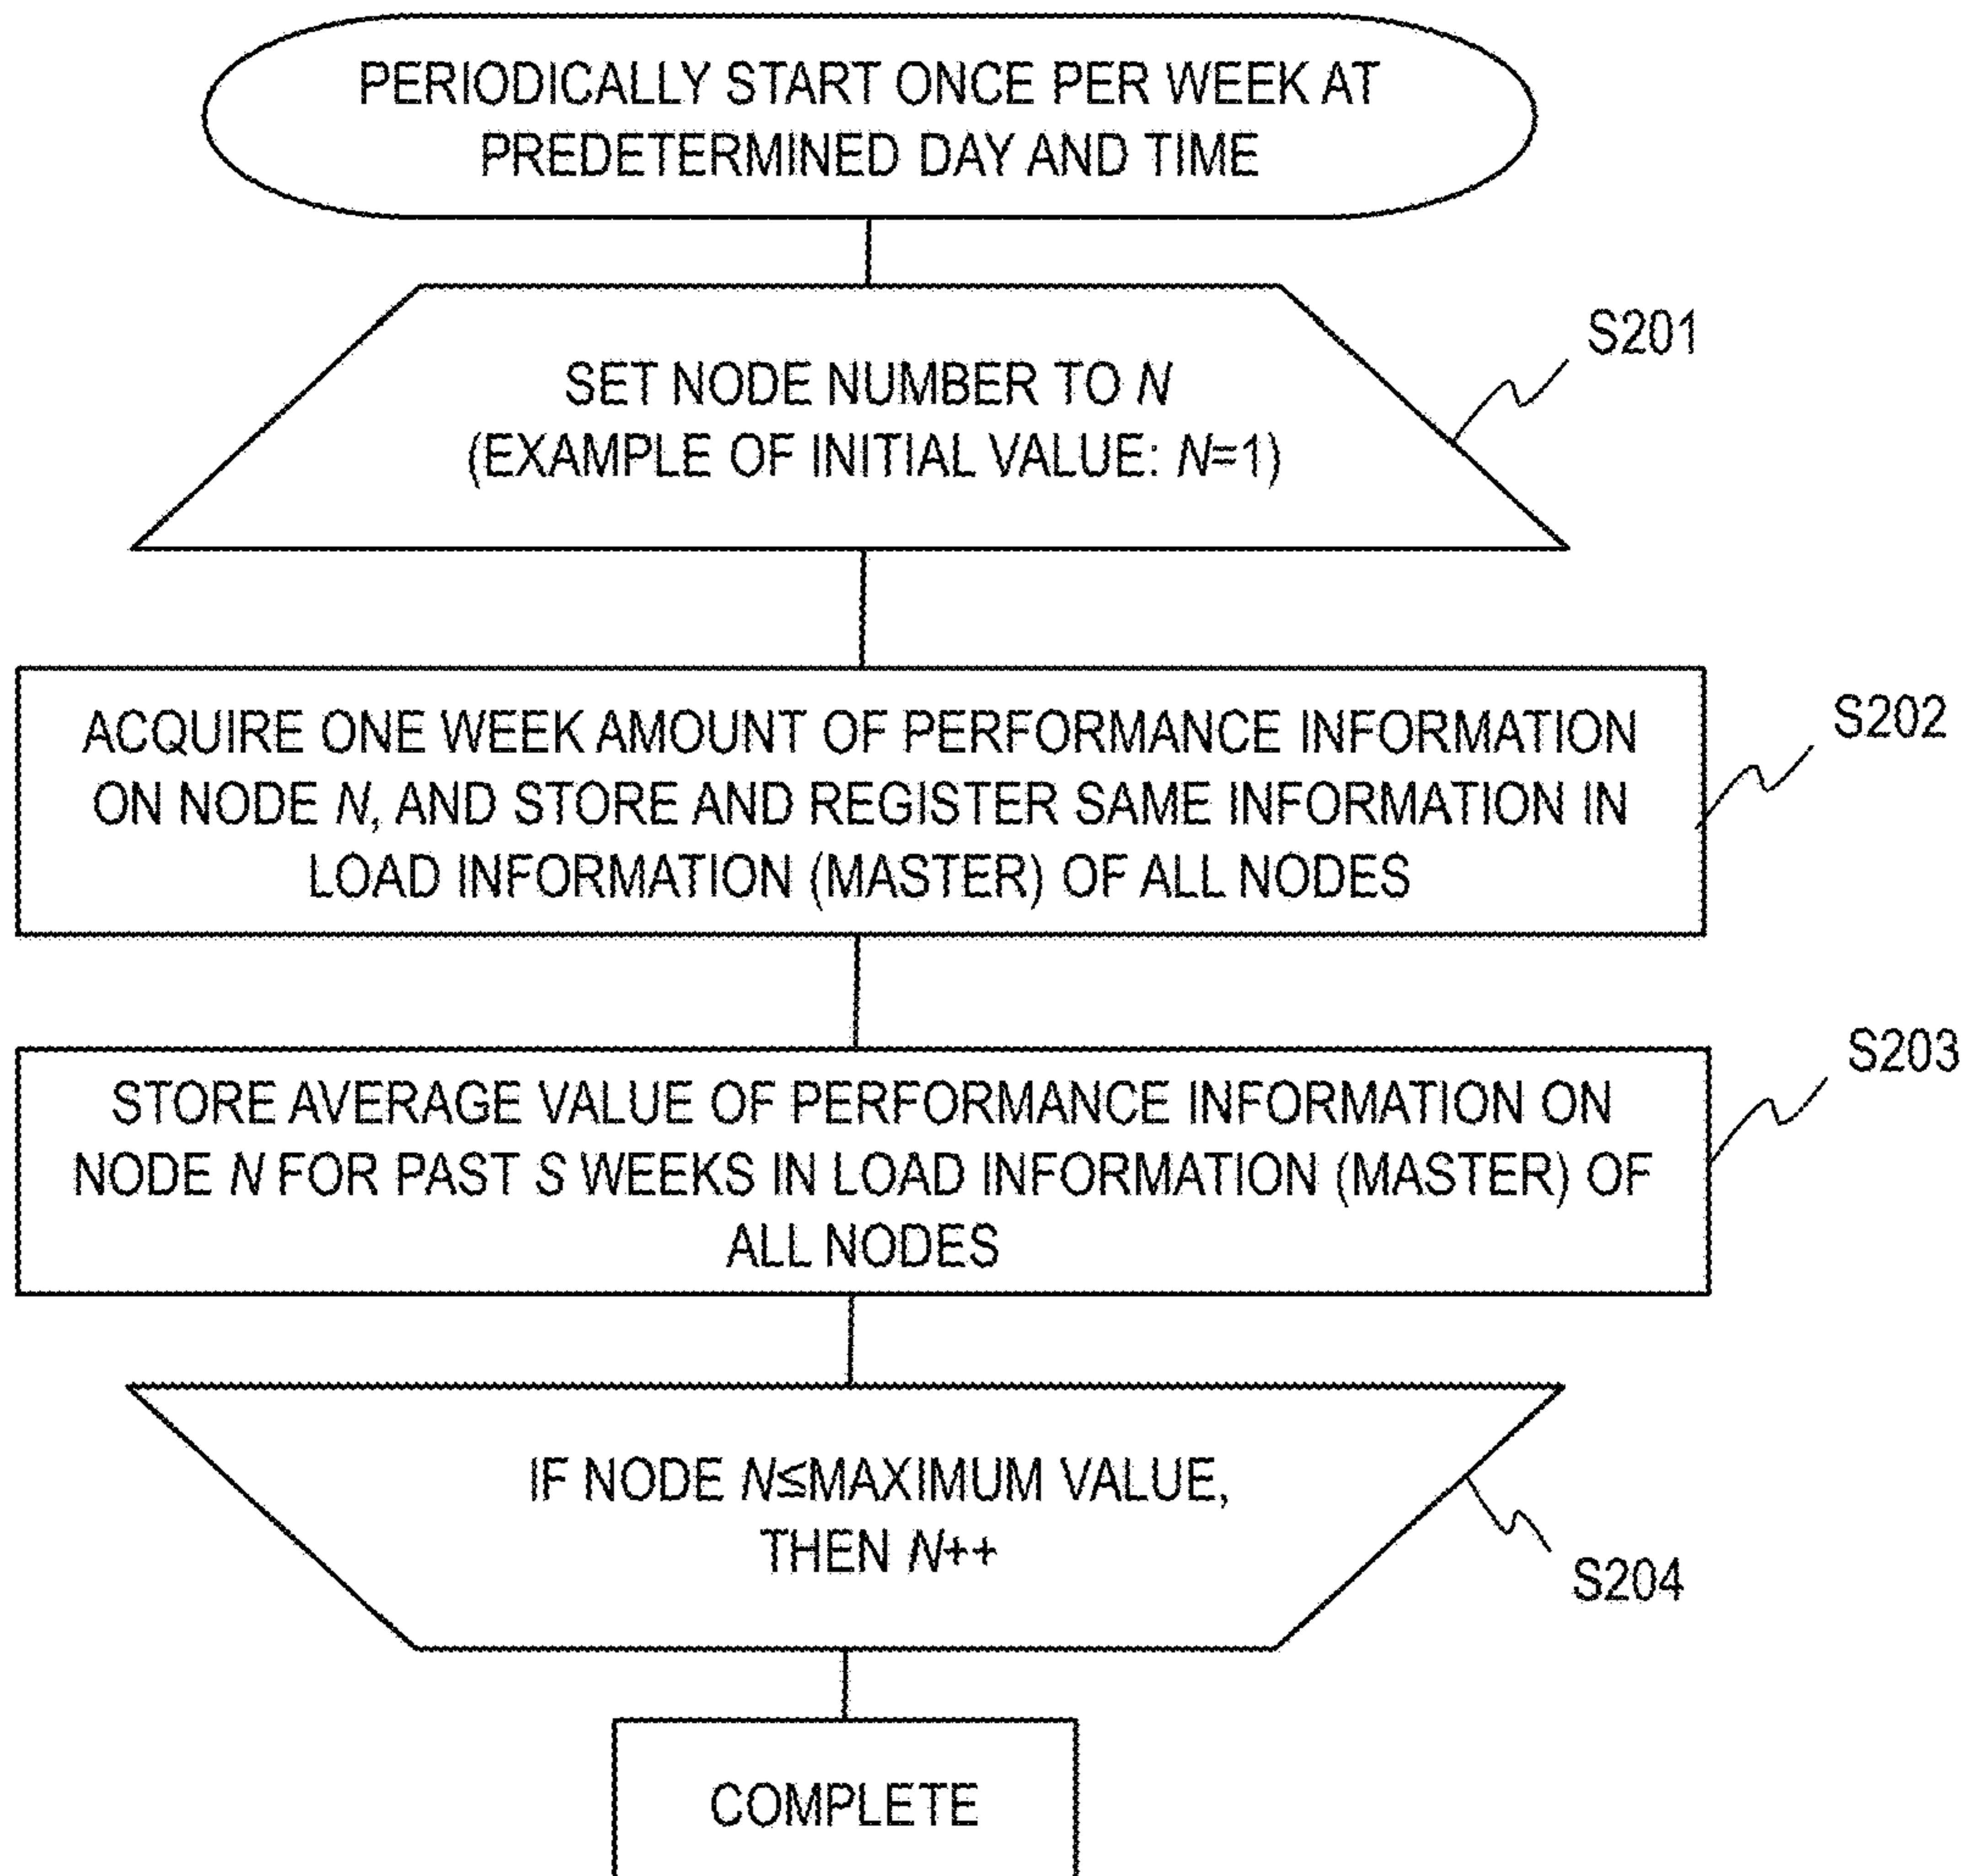 PERIODICALLY START ONCE PER WEEK AT
PREDETERMINED DAY AND TIME
S201
SET NODE NUMBER TO N
(EXAMPLE OF INITIAL VALUE: N=1)
S202
ACQUIRE ONE WEEK AMOUNT OF PERFORMANCE INFORMATION
ON NODE N, AND STORE AND REGISTER SAME INFORMATION IN
LOAD INFORMATION (MASTER) OF ALL NODES
S203
STORE AVERAGE VALUE OF PERFORMANCE INFORMATION ON
NODE N FOR PAST S WEEKS IN LOAD INFORMATION (MASTER) OF
ALL NODES
IF NODE N≦MAXIMUM VALUE,
THEN N++
S204
COMPLETE